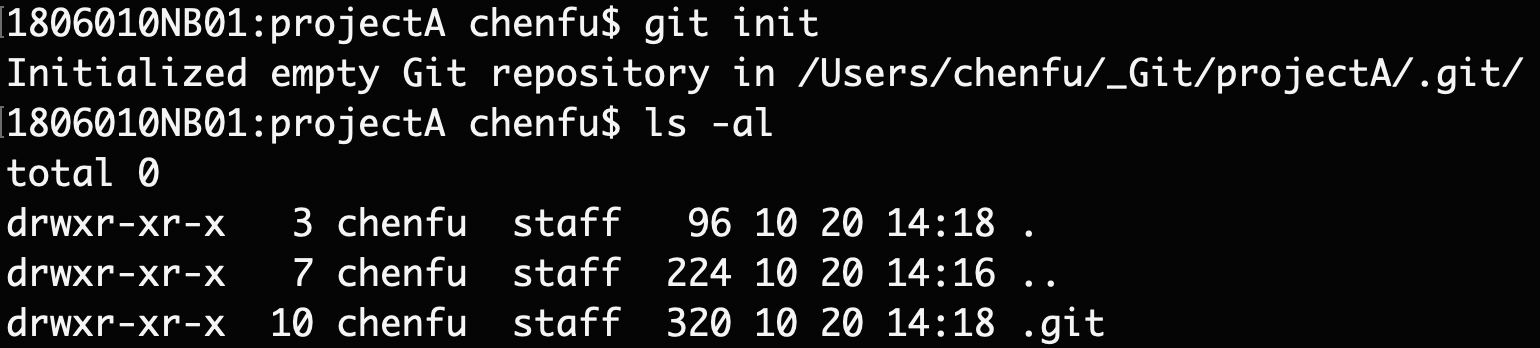 1806010NB01:projectA chenfu$ git init
Initialized empty Git repository in /Users/chenfu/_Git/projectA/.git/
1806010NB01:projectA chenfu$ ls -al
total 0
drwxr-xr-x   3 chenfu  staff   96 10 20 14:18 .
drwxr-xr-x   7 chenfu  staff  224 10 20 14:16 ..
drwxr-xr-x  10 chenfu  staff  320 10 20 14:18 .git